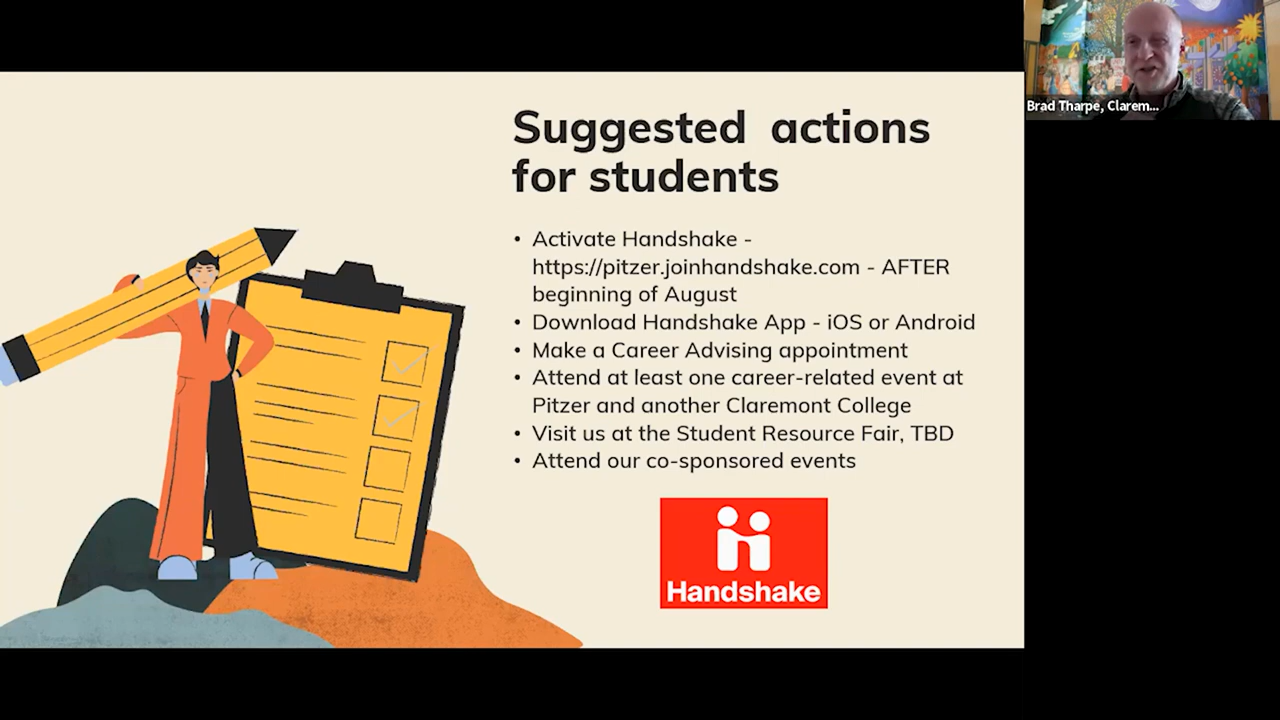 Suggested actions
for students
• Activate Handshake -
https://pitzer.joinhandshake.com - AFTER
beginning of August
• Download Handshake App - iOS or Android
• Make a Career Advising appointment
• Attend at least one career-related event at
Pitzer and another Claremont College
• Visit us at the Student Resource Fair, TBD
• Attend our co-sponsored events
Handshake
Brad Tharpe, Clarem...